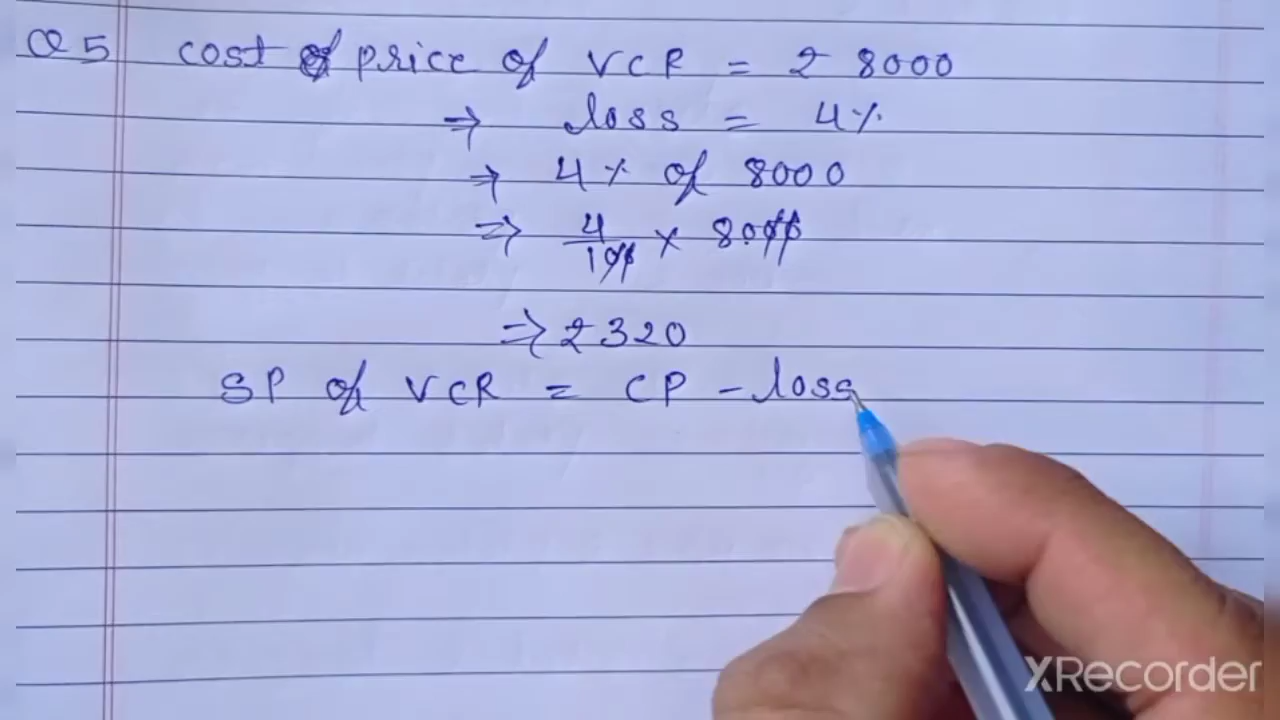 Q 5 cost of price of VCR = ₹ 8000
⇒ loss = 4%
→ 4% of 8000
⇒ 4/100 × 8000
⇒ ₹ 320
SP of VCR = CP - loss
XRecorder